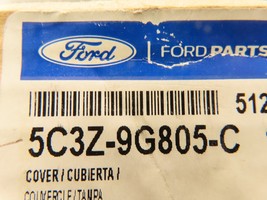 Ford FORD PARTS
512
5C3Z-9G805-C
COVER / CUBIERTA /
COUVERCLE / TAMPA